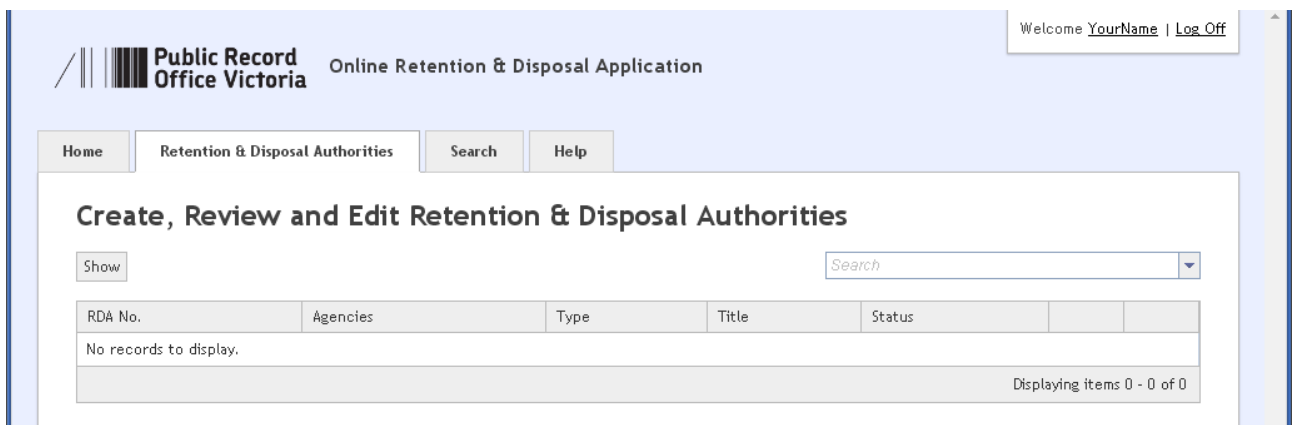 Welcome YourName | Log Off
Public Record
Office Victoria
Online Retention & Disposal Application
Home Retention & Disposal Authorities Search Help
Create, Review and Edit Retention & Disposal Authorities
Show Search
RDA No. Agencies Type Title Status
No records to display.
Displaying items 0 - 0 of 0